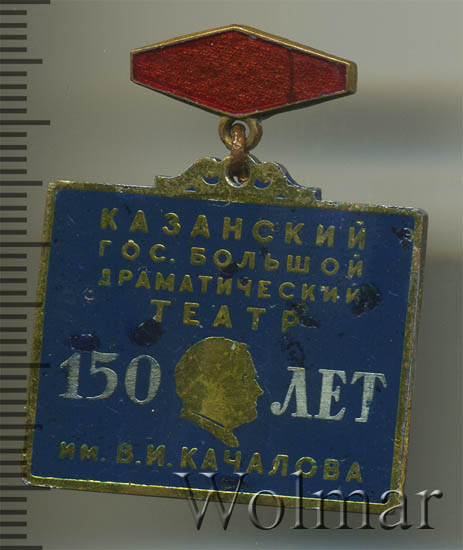 КАЗАНСКИЙ
ГОС. БОЛЬШОЙ
ДРАМАТИЧЕСКИЙ
ТЕАТР
150 ЛЕТ
ИМ. В.И. КАЧАЛОВА
Wolmar